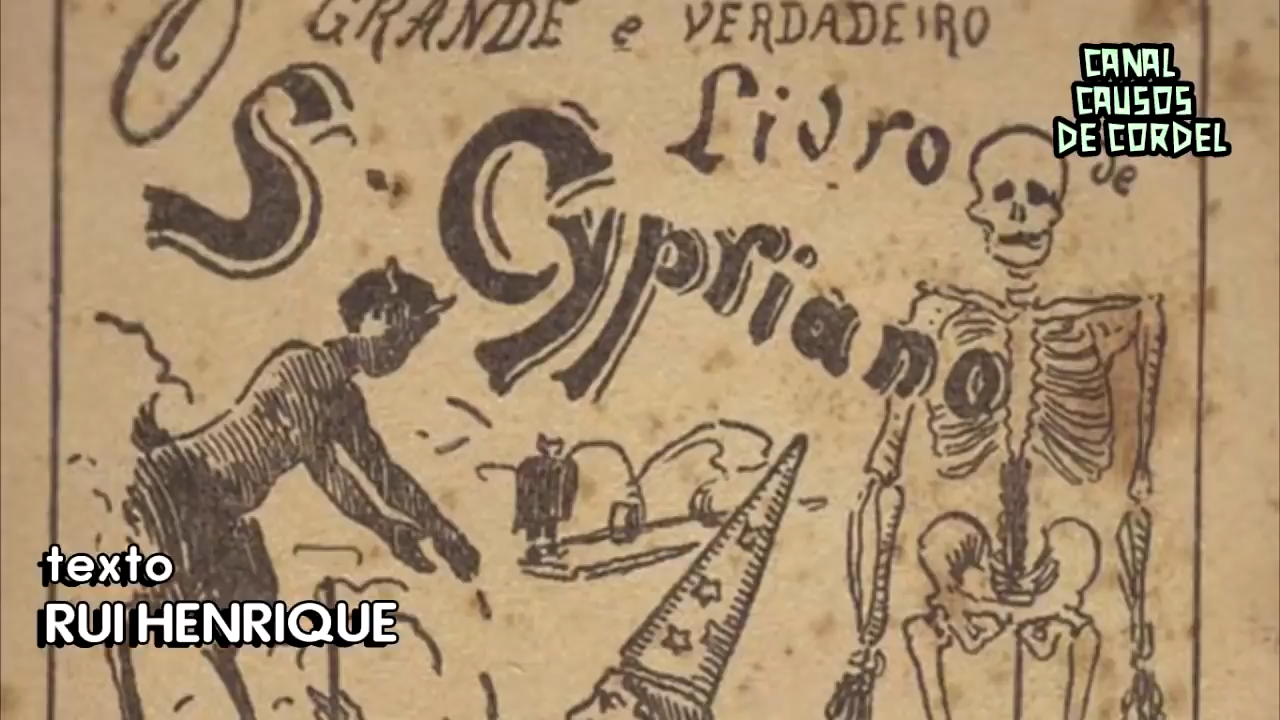 GRANDE e VERDADEIRO
Livro de
S. Cypriano
CANAL
CAUSOS
DE CORDEL
texto
RUI HENRIQUE